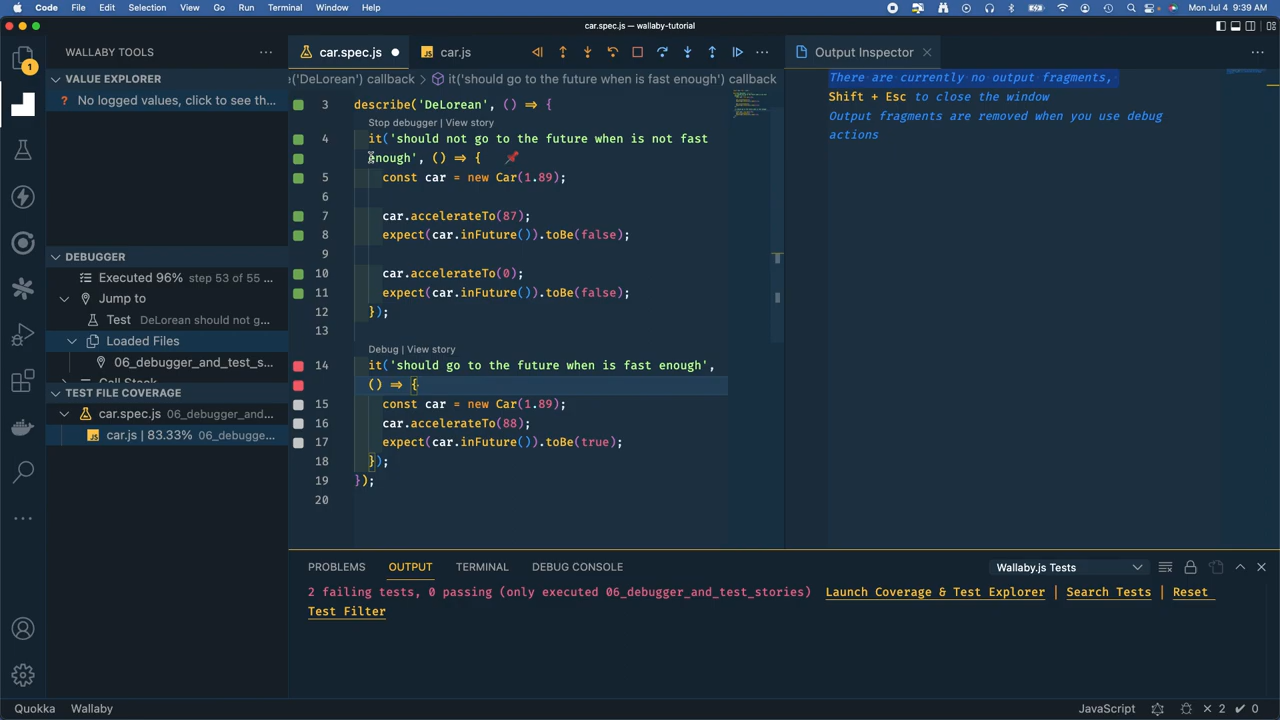 Code File Edit Selection View Go Run Terminal Window Help
Mon Jul 4 9:39 AM
car.spec.js — wallaby-tutorial
WALLABY TOOLS
VALUE EXPLORER
? No logged values, click to see th...
DEBUGGER
Executed 96% step 53 of 55 ...
Jump to
Test DeLorean should not g...
Loaded Files
06_debugger_and_test_s...
Call Stack
TEST FILE COVERAGE
car.spec.js 06_debugger_and...
JS car.js | 83.33% 06_debugge...
1
car.spec.js
JS car.js
e('DeLorean') callback > it('should go to the future when is fast enough') callback
3 describe('DeLorean', () => {
Stop debugger | View story
4 it('should not go to the future when is not fast
enough', () => {
5 const car = new Car(1.89);
6
7 car.accelerateTo(87);
8 expect(car.inFuture()).toBe(false);
9
10 car.accelerateTo(0);
11 expect(car.inFuture()).toBe(false);
12 });
13
Debug | View story
14 it('should go to the future when is fast enough',
() => {
15 const car = new Car(1.89);
16 car.accelerateTo(88);
17 expect(car.inFuture()).toBe(true);
18 });
19 });
20
Output Inspector
There are currently no output fragments,
Shift + Esc to close the window
Output fragments are removed when you use debug
actions
PROBLEMS OUTPUT TERMINAL DEBUG CONSOLE
Wallaby.js Tests
2 failing tests, 0 passing (only executed 06_debugger_and_test_stories) Launch Coverage & Test Explorer | Search Tests | Reset
Test Filter
Quokka Wallaby
JavaScript
2 0